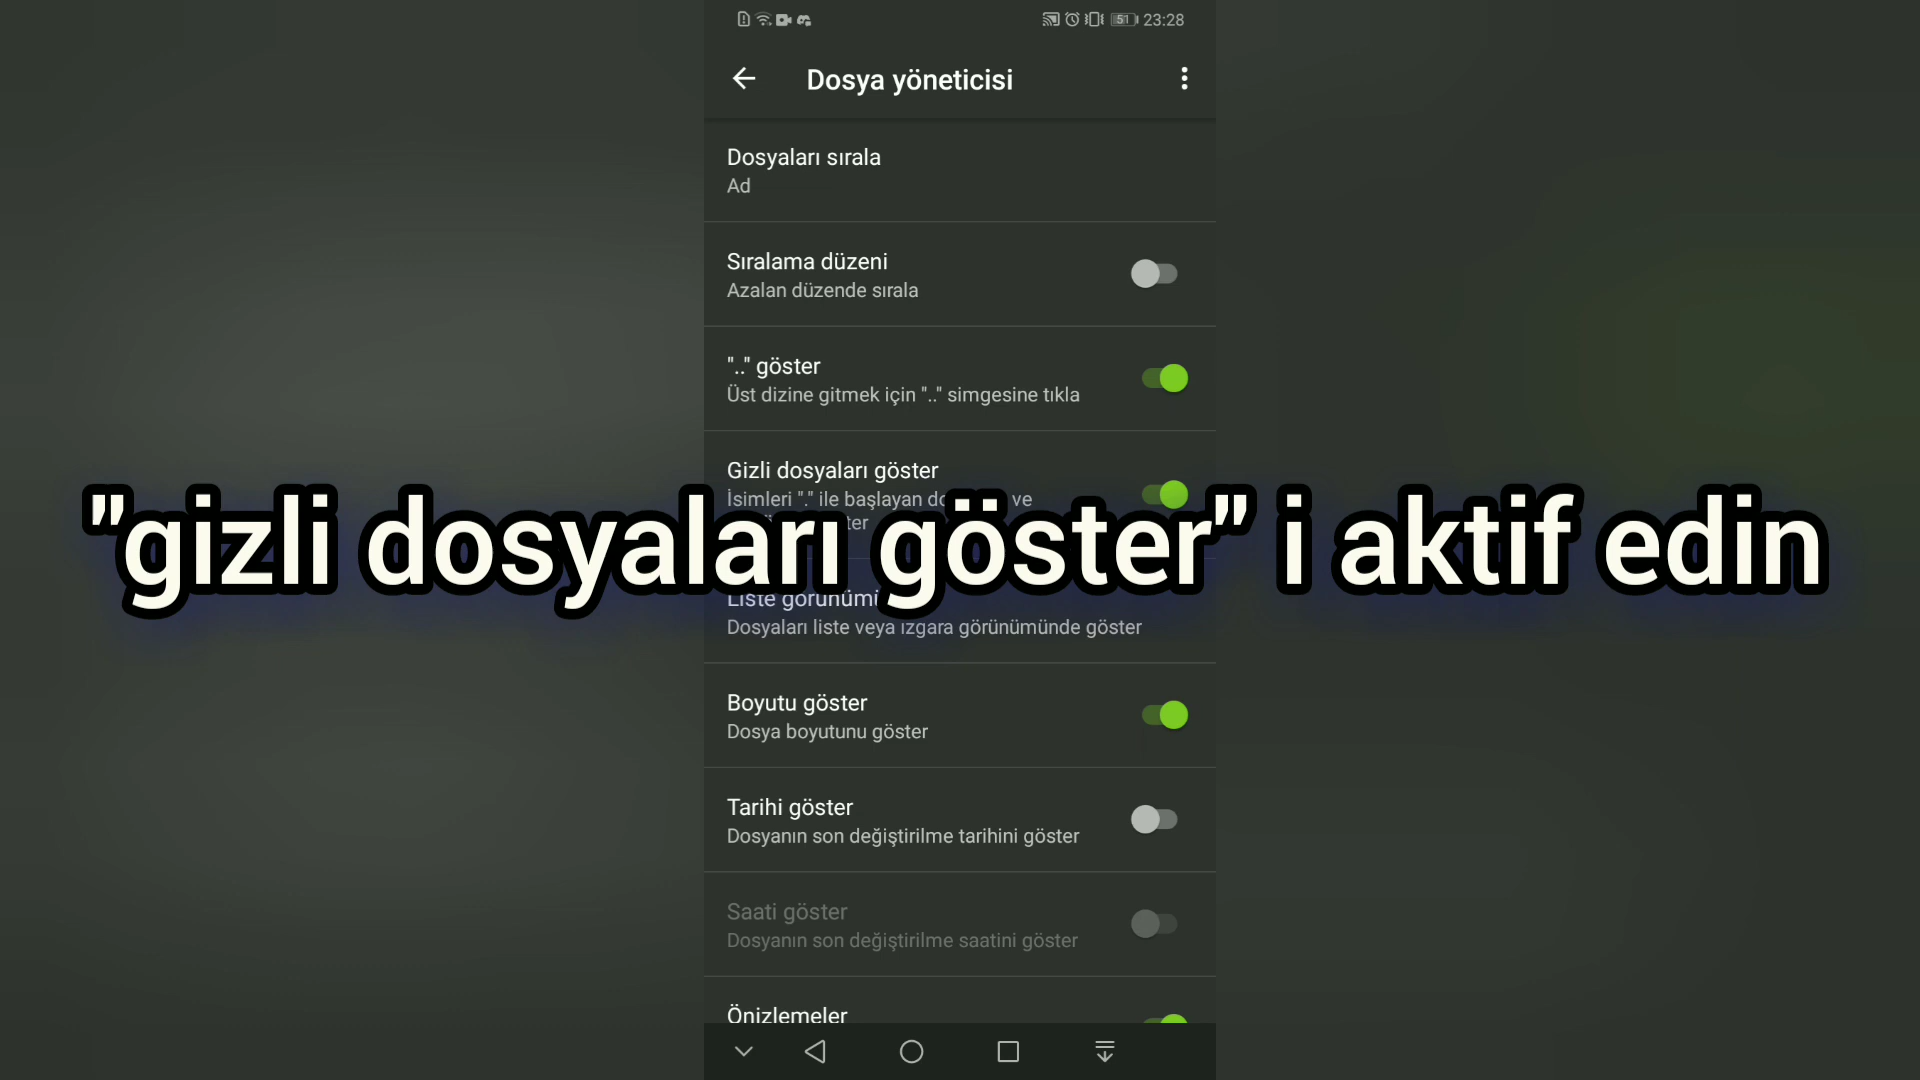 51 23:28
Dosya yöneticisi
Dosyaları sırala
Ad
Sıralama düzeni
Azalan düzende sırala
".." göster
Üst dizine gitmek için ".." simgesine tıkla
Gizli dosyaları göster
İsimleri "." ile başlayan ve
"gizli dosyaları göster" i aktif edin
Liste görünümü
Dosyaları liste veya ızgara görünümünde göster
Boyutu göster
Dosya boyutunu göster
Tarihi göster
Dosyanın son değiştirilme tarihini göster
Saati göster
Dosyanın son değiştirilme saatini göster
Önizlemeler